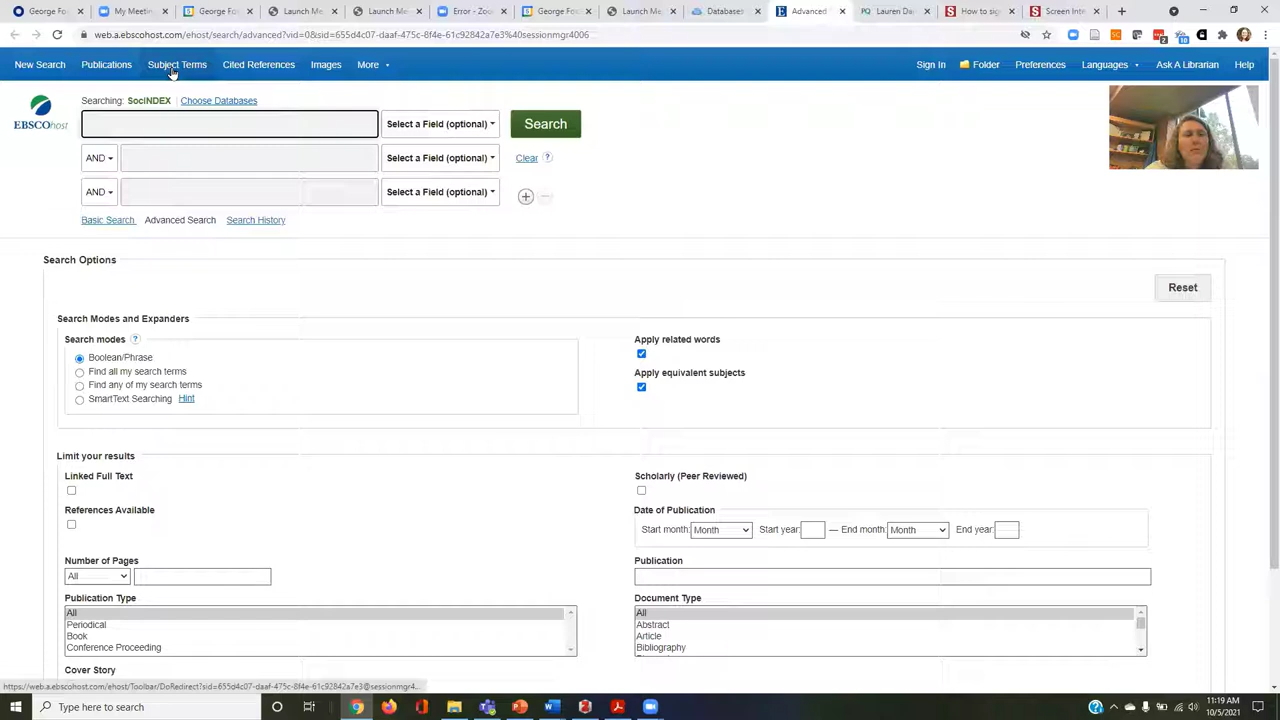 George Fo
My Meeting
George Fo
Launch Me
Launch Me
Error - Zoo
George Fo
Launch Me
Databases
Advanced
PQ Lauren Da
How to sig
Screen Inte
web.a.ebscohost.com/ehost/search/advanced?vid=0&sid=655d4c07-daaf-475c-8f6f-61c942a2a7e3%40sessionmgr4006
New Search Publications Subject Terms Cited References Images More Sign In Folder Preferences Languages Ask A Librarian Help
Searching: SocINDEX Choose Databases
EBSCOhost
Select a Field (optional) Search
AND Select a Field (optional) Clear ?
AND Select a Field (optional)
Basic Search Advanced Search Search History
Search Options
Reset
Search Modes and Expanders
Search modes ?
Boolean/Phrase
Find all my search terms
Find any of my search terms
SmartText Searching Hint
Apply related words
Apply equivalent subjects
Limit your results
Linked Full Text
Scholarly (Peer Reviewed)
References Available
Date of Publication
Start month: Month Start year: — End month: Month End year:
Number of Pages
All
Publication
Publication Type
All
Periodical
Book
Conference Proceeding
Document Type
All
Abstract
Article
Bibliography
Cover Story
https://web.a.ebscohost.com/ehost/Toolbar/DoRedirect?sid=655d4c07-daaf-475c-8f6f-61c942a2a7e3@sessionmgr4...
Type here to search
11:19 AM
10/5/2021